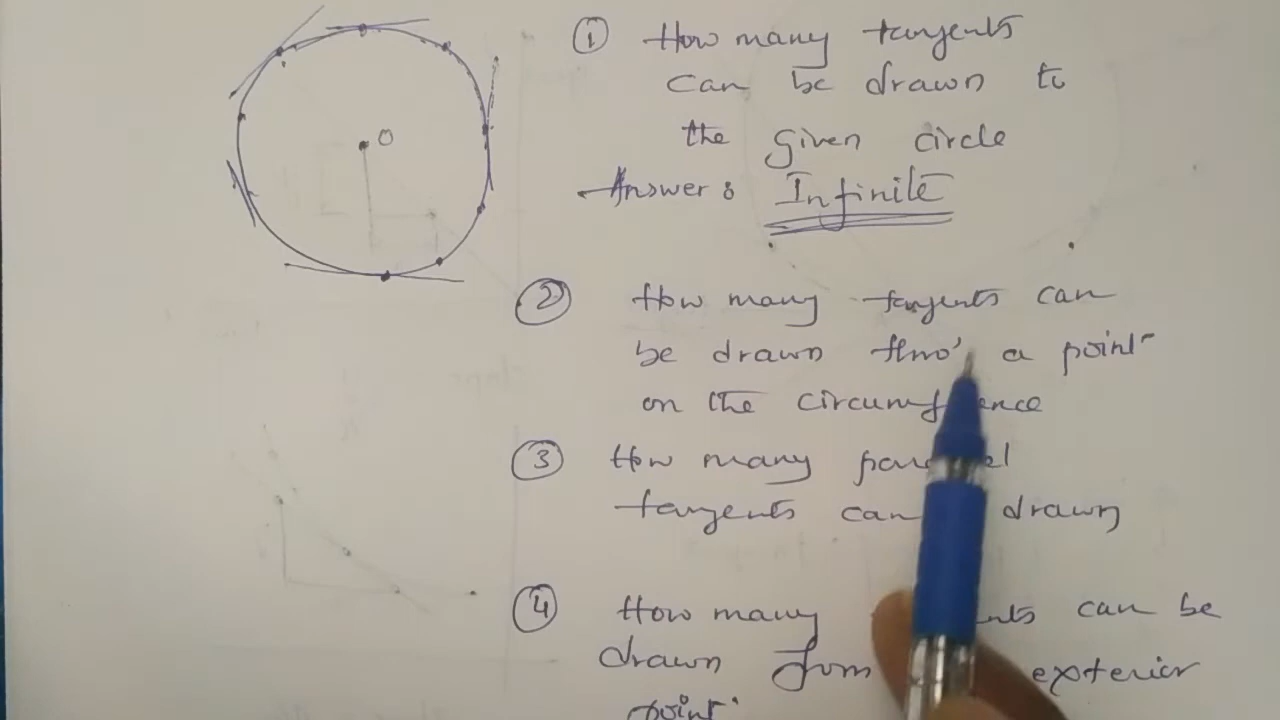 O
① How many tangents
can be drawn to
the given circle
Answer : Infinite
② How many tangents can
be drawn thro' a point
on the circumference
③ How many
tangents can drawn
④ How many can be
drawn from exterior
point.